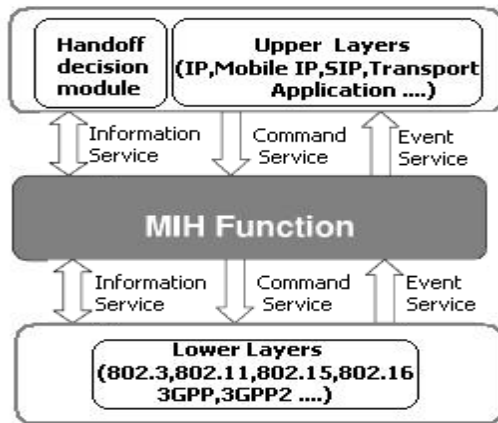 Handoff
decision
module
Upper Layers
(IP,Mobile IP,SIP,Transport
Application ....)
Information
Service
Command
Service
Event
Service
MIH Function
Information
Service
Command
Service
Event
Service
Lower Layers
(802.3,802.11,802.15,802.16
3GPP,3GPP2 ....)